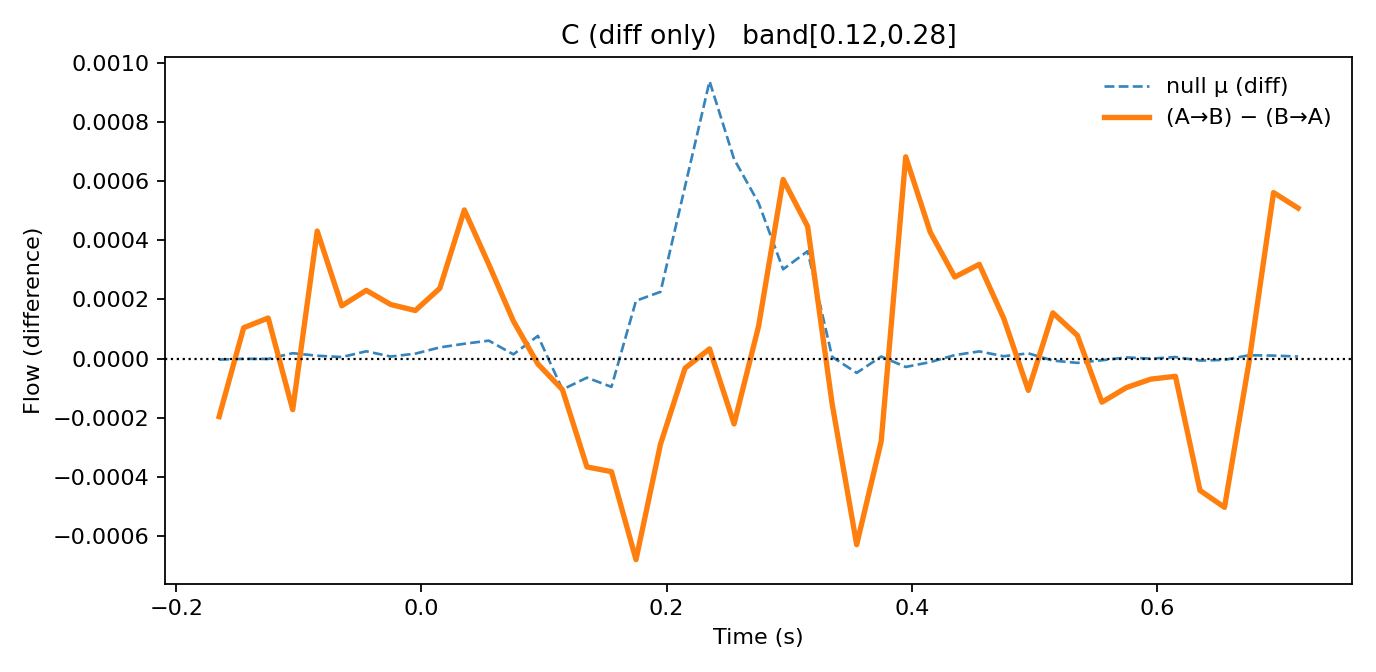 C (diff only) band[0.12,0.28]
0.0010
0.0008
0.0006
0.0004
0.0002
0.0000
−0.0002
−0.0004
−0.0006
Flow (difference)
null μ (diff)
(A→B) − (B→A)
−0.2
0.0
0.2
0.4
0.6
Time (s)